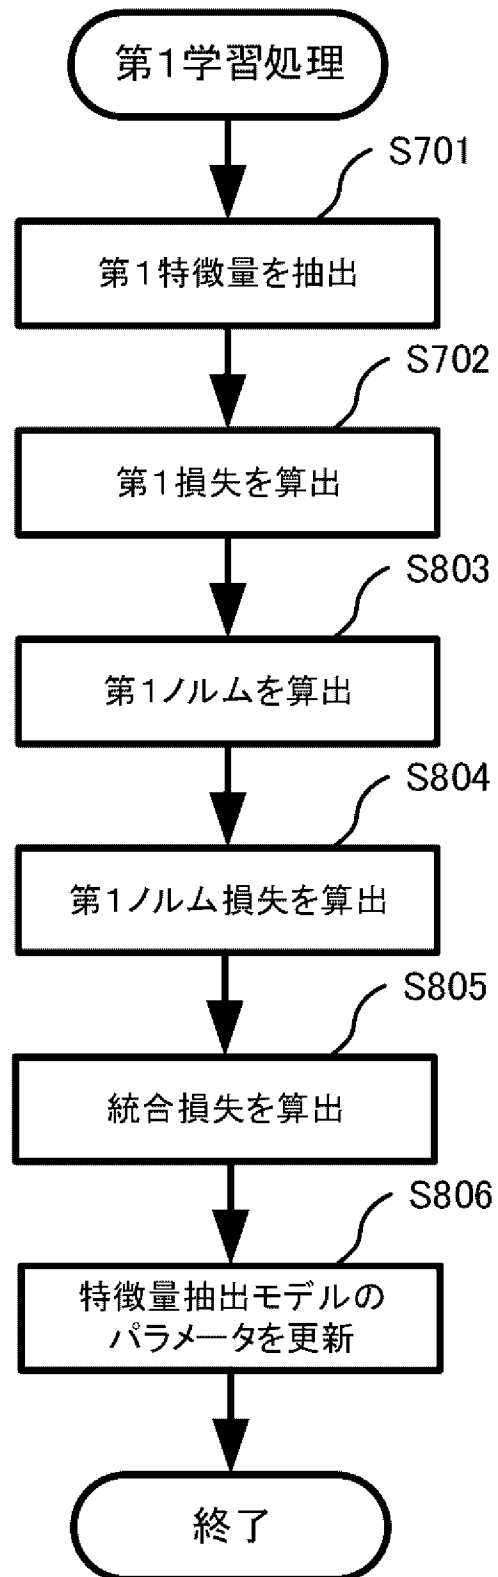 第1学習処理
S701
第1特徴量を抽出
S702
第1損失を算出
S803
第1ノルムを算出
S804
第1ノルム損失を算出
S805
統合損失を算出
S806
特徴量抽出モデルの
パラメータを更新
終了